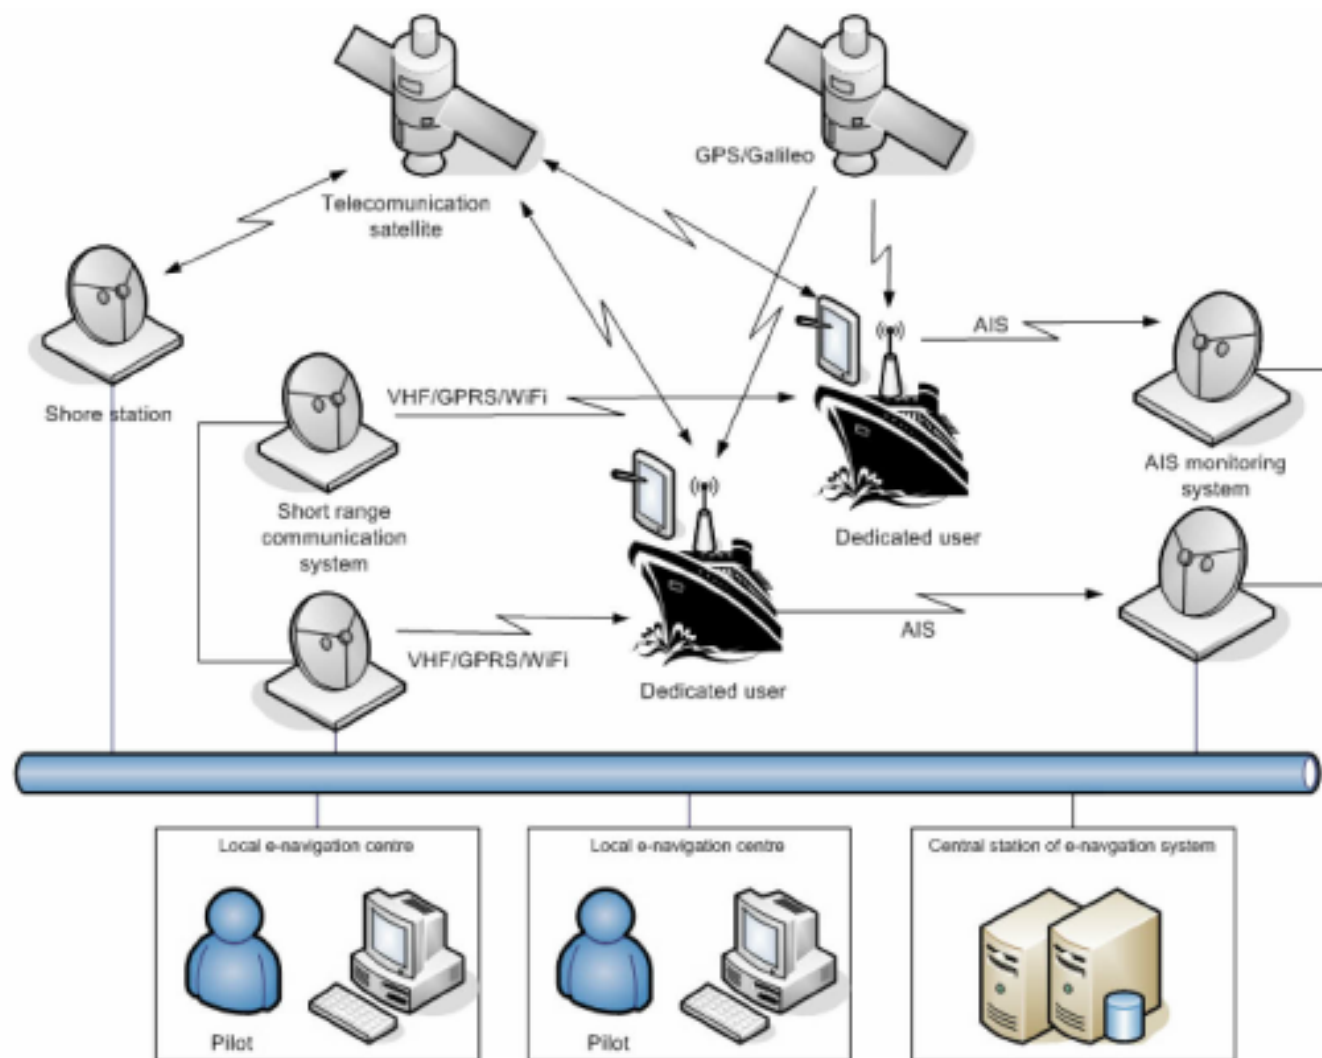 GPS/Galileo
Telecomunication
satellite
AIS
Shore station
VHF/GPRS/WiFi
AIS monitoring
system
Short range
communication
system
Dedicated user
AIS
VHF/GPRS/WiFi
Dedicated user
Local e-navigation centre
Local e-navigation centre
Central station of e-navgation system
Pilot
Pilot